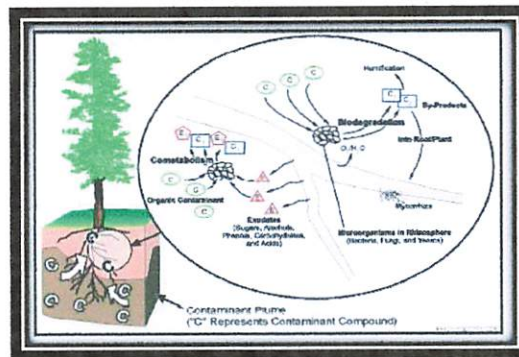 Humification
C
C
C
C
C
By-Products
Biodegradation
E
C
E
C
Into Root/Plant
Cometabolism
C
C
C
Organic Contaminant
Mycorrhiza
Exudates
(Sugars, Alcohols,
Phenols, Carbohydrates,
and Acids)
Microorganisms in Rhizosphere
(Bacteria, Fungi, and Yeasts)
C
C
C
C
C
C
Contaminant Plume
("C" Represents Contaminant Compound)